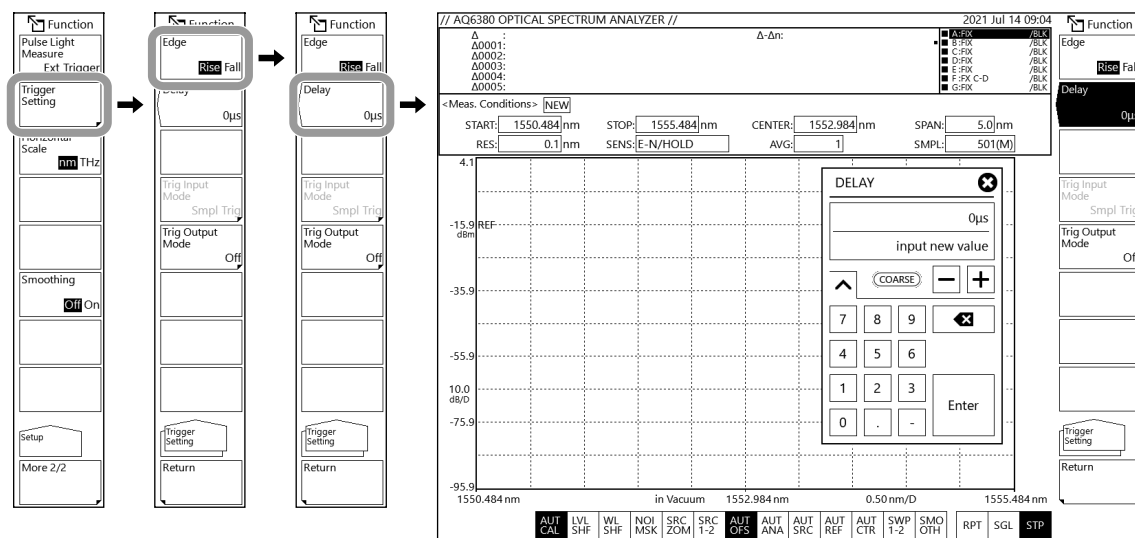 Function
Pulse Light
Measure
Ext Trigger
Trigger
Setting
Horizontal
Scale
nm THz
Smoothing
Off On
Setup
More 2/2
Function
Edge
Rise Fall
Delay
0µs
Trig Input
Mode
Smpl Trig
Trig Output
Mode
Off
Trigger
Setting
Return
Function
Edge
Rise Fall
Delay
0µs
Trig Input
Mode
Smpl Trig
Trig Output
Mode
Off
Trigger
Setting
Return
// AQ6380 OPTICAL SPECTRUM ANALYZER // 2021 Jul 14 09:04
Δ : Δ-Δn:
Δ0001:
Δ0002:
Δ0003:
Δ0004:
Δ0005:
A:FIX /BLK
B:FIX /BLK
C:FIX /BLK
D:FIX /BLK
E:FIX /BLK
F:FX C-D /BLK
G:FIX /BLK
<Meas. Conditions> NEW
START: 1550.484 nm STOP: 1555.484 nm CENTER: 1552.984 nm SPAN: 5.0 nm
RES: 0.1 nm SENS: E-N/HOLD AVG: 1 SMPL: 501(M)
4.1
-15.9 REF
dBm
-35.9
-55.9
10.0
dB/D
-75.9
-95.9
1550.484 nm in Vacuum 1552.984 nm 0.50 nm/D 1555.484 nm
DELAY
0µs
input new value
COARSE
7 8 9
4 5 6
1 2 3
Enter
0 . -
AUT CAL LVL SHF WL SHF NOI MSK SRC ZOM SRC 1-2 AUT OFS AUT ANA AUT SRC AUT REF AUT CTR SWP 1-2 SMO OTH RPT SGL STP
Function
Edge
Rise Fal
Delay
0µs
Trig Input
Mode
Smpl Trig
Trig Output
Mode
Of
Trigger
Setting
Return